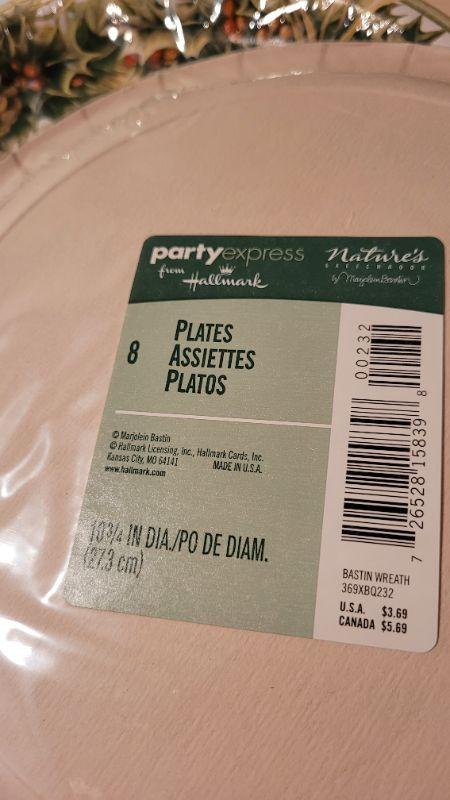 partyexpress
from Hallmark
Nature's
SKETCHBOOK
by Marjolein Bastin
8
PLATES
ASSIETTES
PLATOS
© Marjolein Bastin
© Hallmark Licensing, Inc., Hallmark Cards, Inc.
Kansas City, MO 64141 MADE IN U.S.A.
www.hallmark.com
10 3/4 IN DIA./PO DE DIAM.
(27.3 cm)
00232
7 26528 15839 8
BASTIN WREATH
369XBQ232
U.S.A. $3.69
CANADA $5.69